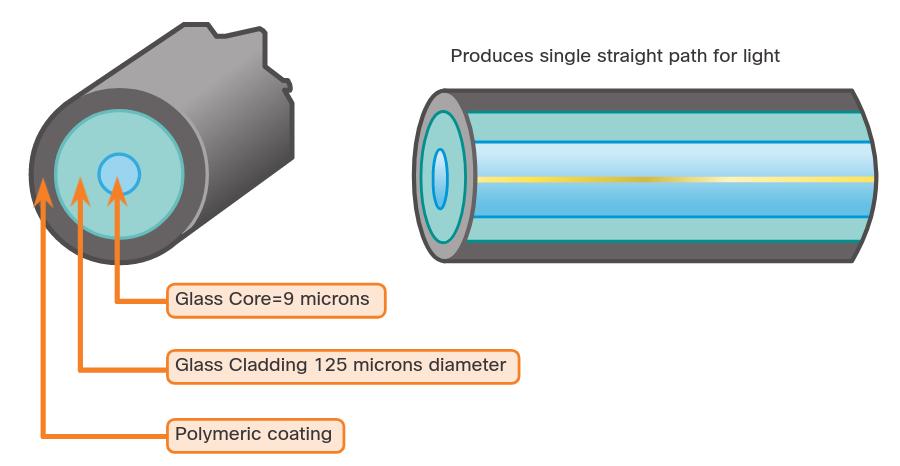 Produces single straight path for light
Glass Core=9 microns
Glass Cladding 125 microns diameter
Polymeric coating